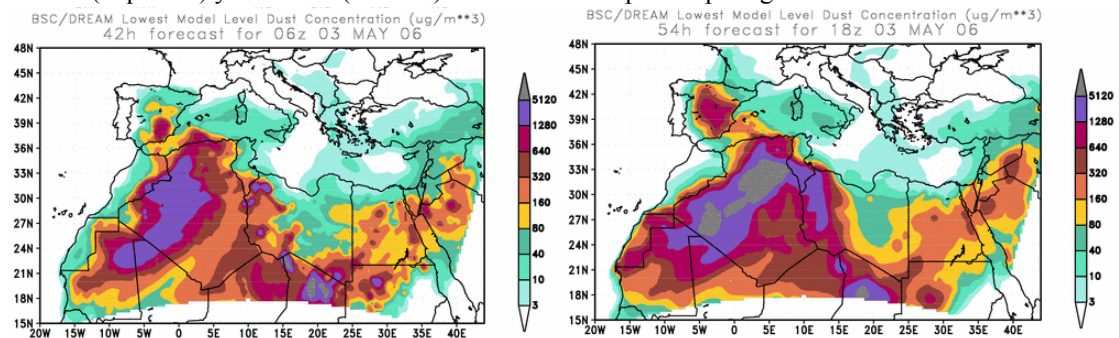 BSC/DREAM Lowest Model Level Dust Concentration (ug/m**3)
42h forecast for 06z 03 MAY 06
48N
45N
42N
39N
36N
33N
30N
27N
24N
21N
18N
15N
20W 15W 10W 5W 0 5E 10E 15E 20E 25E 30E 35E 40E
5120
1280
640
320
160
80
40
10
3
BSC/DREAM Lowest Model Level Dust Concentration (ug/m**3)
54h forecast for 18z 03 MAY 06
48N
45N
42N
39N
36N
33N
30N
27N
24N
21N
18N
15N
20W 15W 10W 5W 0 5E 10E 15E 20E 25E 30E 35E 40E
5120
1280
640
320
160
80
40
10
3